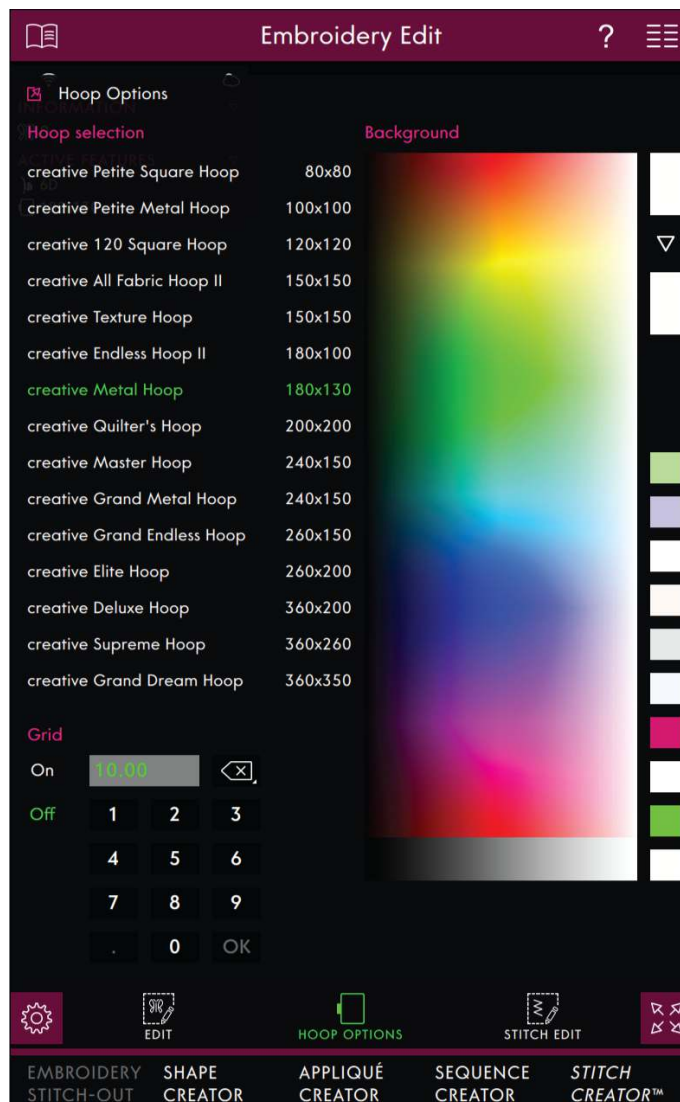 Embroidery Edit ?
Hoop Options
INFORMATION
Hoop selection
Background
ACTIVE FEATURES
6D
creative Petite Square Hoop 80x80
creative Petite Metal Hoop 100x100
creative 120 Square Hoop 120x120
creative All Fabric Hoop II 150x150
creative Texture Hoop 150x150
creative Endless Hoop II 180x100
creative Metal Hoop 180x130
creative Quilter's Hoop 200x200
creative Master Hoop 240x150
creative Grand Metal Hoop 240x150
creative Grand Endless Hoop 260x150
creative Elite Hoop 260x200
creative Deluxe Hoop 360x200
creative Supreme Hoop 360x260
creative Grand Dream Hoop 360x350
Grid
On 10.00
Off 1 2 3
4 5 6
7 8 9
. 0 OK
EDIT
HOOP OPTIONS
STITCH EDIT
EMBROIDERY
STITCH-OUT
SHAPE
CREATOR
APPLIQUÉ
CREATOR
SEQUENCE
CREATOR
STITCH
CREATOR™